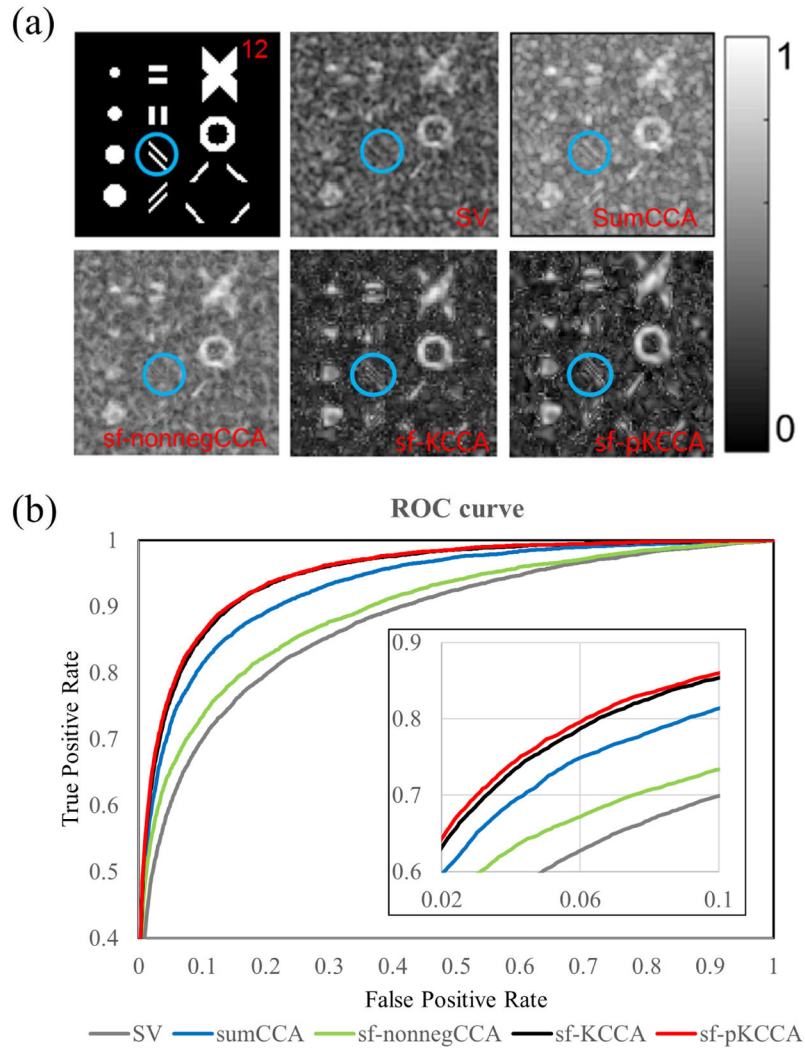 (a)
12
1
SV
SumCCA
sf-nonnegCCA
sf-KCCA
sf-pKCCA
0
(b)
ROC curve
1
0.9
0.8
0.7
0.6
0.5
0.4
True Positive Rate
0.9
0.8
0.7
0.6
0.02
0.06
0.1
0
0.1
0.2
0.3
0.4
0.5
0.6
0.7
0.8
0.9
1
False Positive Rate
SV sumCCA sf-nonnegCCA sf-KCCA sf-pKCCA